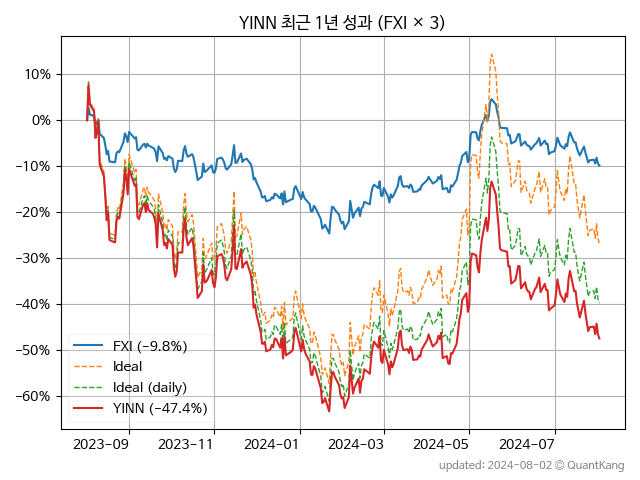 YINN 최근 1년 성과 (FXI × 3)
10%
0%
−10%
−20%
−30%
−40%
−50%
−60%
FXI (−9.8%)
Ideal
Ideal (daily)
YINN (−47.4%)
2023-09 2023-11 2024-01 2024-03 2024-05 2024-07
updated: 2024-08-02 © QuantKang